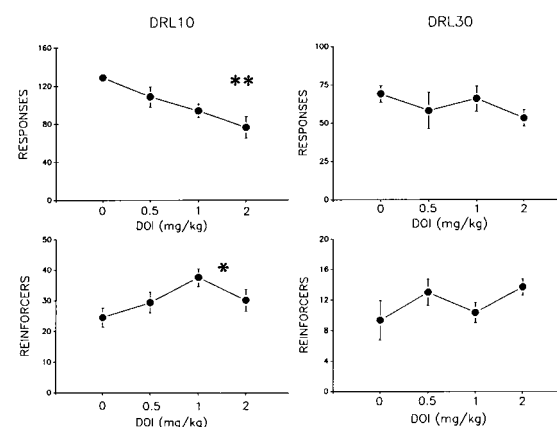 DRL10
RESPONSES
160
120
80
40
0
**
0 0.5 1 2
DOI (mg/kg)
DRL30
RESPONSES
100
75
50
25
0
0 0.5 1 2
DOI (mg/kg)
REINFORCERS
50
40
30
20
10
0
*
0 0.5 1 2
DOI (mg/kg)
REINFORCERS
20
16
12
8
4
0
0 0.5 1 2
DOI (mg/kg)